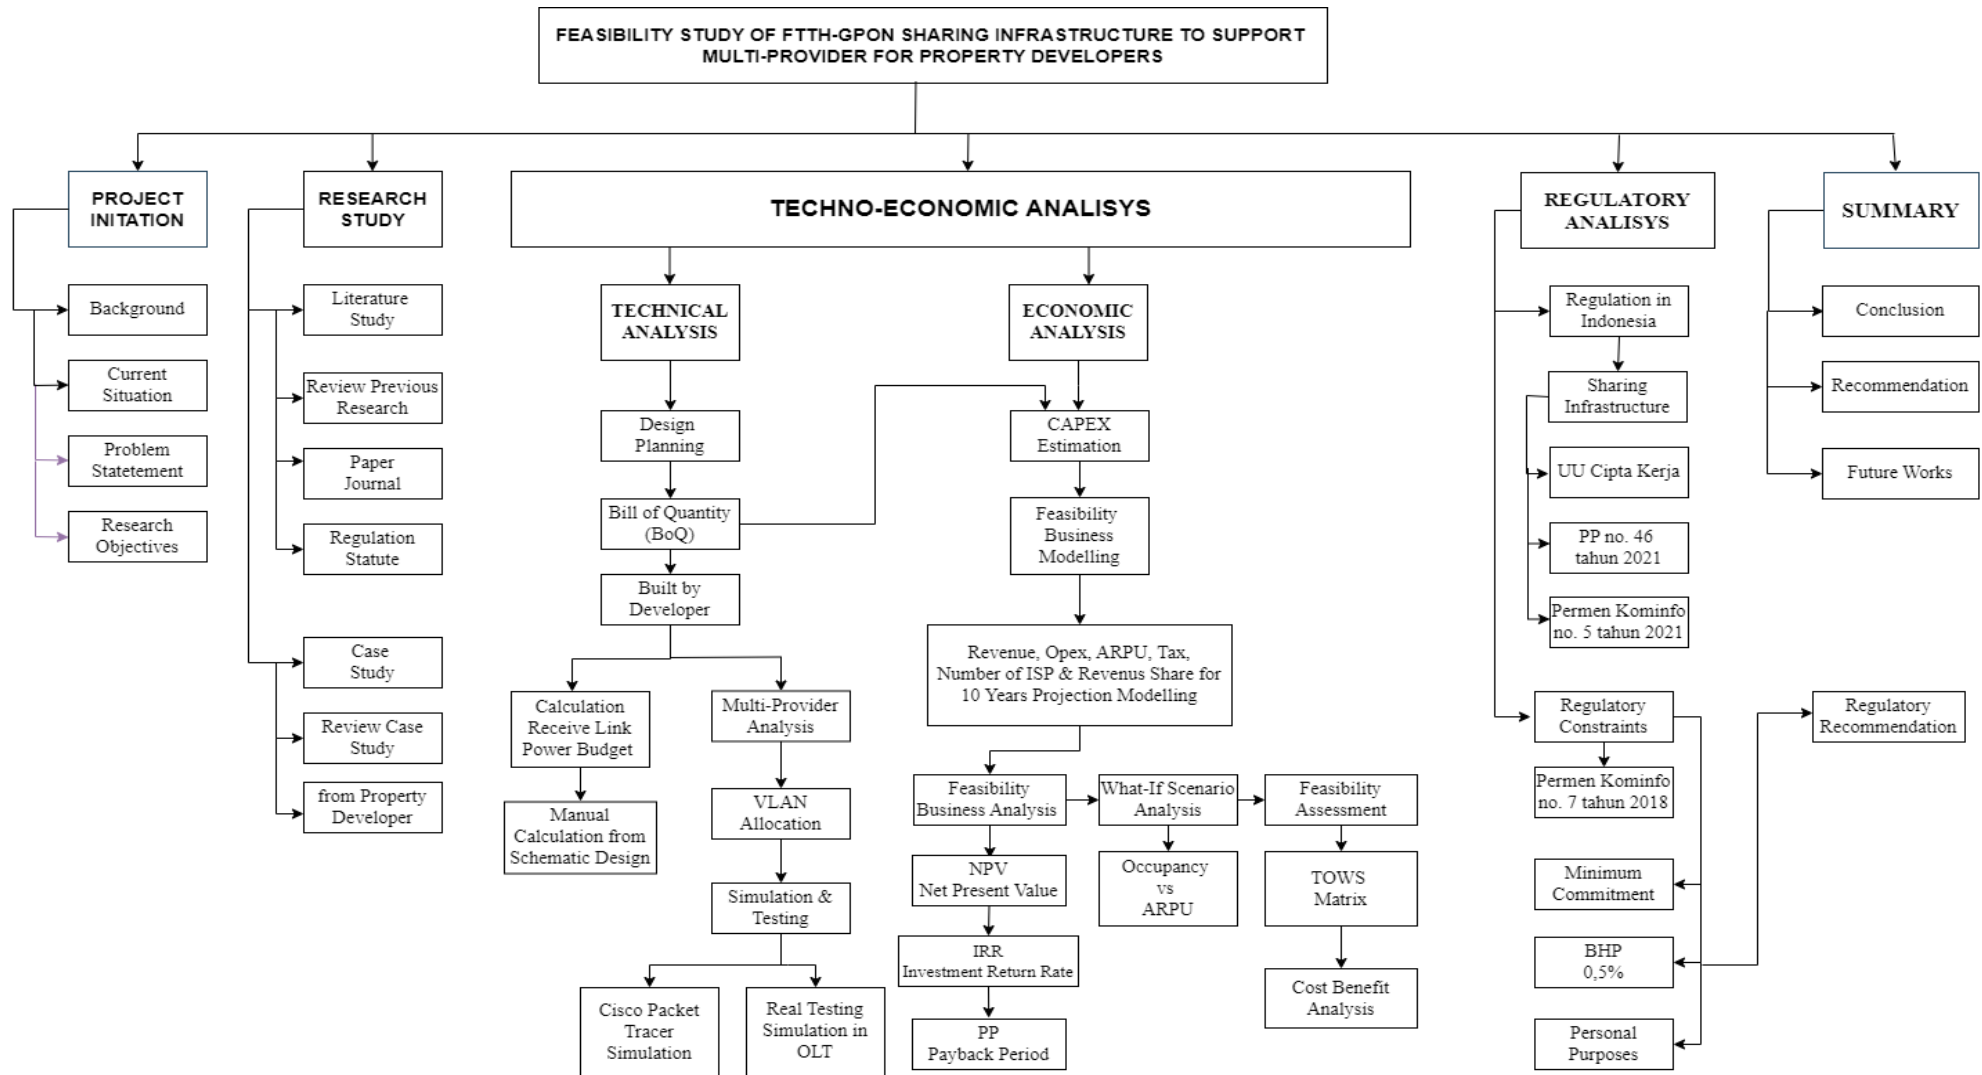 FEASIBILITY STUDY OF FTTH-GPON SHARING INFRASTRUCTURE TO SUPPORT
MULTI-PROVIDER FOR PROPERTY DEVELOPERS
PROJECT
INITATION
Background
Current
Situation
Problem
Statetement
Research
Objectives
RESEARCH
STUDY
Literature
Study
Review Previous
Research
Paper
Journal
Regulation
Statute
Case
Study
Review Case
Study
from Property
Developer
TECHNO-ECONOMIC ANALISYS
TECHNICAL
ANALYSIS
Design
Planning
Bill of Quantity
(BoQ)
Built by
Developer
Calculation
Receive Link
Power Budget
Manual
Calculation from
Schematic Design
Multi-Provider
Analysis
VLAN
Allocation
Simulation &
Testing
Cisco Packet
Tracer
Simulation
Real Testing
Simulation in
OLT
ECONOMIC
ANALYSIS
CAPEX
Estimation
Feasibility
Business
Modelling
Revenue, Opex, ARPU, Tax,
Number of ISP & Revenus Share for
10 Years Projection Modelling
Feasibility
Business Analysis
NPV
Net Present Value
IRR
Investment Return Rate
PP
Payback Period
What-If Scenario
Analysis
Occupancy
vs
ARPU
Feasibility
Assessment
TOWS
Matrix
Cost Benefit
Analysis
REGULATORY
ANALISYS
Regulation in
Indonesia
Sharing
Infrastructure
UU Cipta Kerja
PP no. 46
tahun 2021
Permen Kominfo
no. 5 tahun 2021
Regulatory
Constraints
Permen Kominfo
no. 7 tahun 2018
Minimum
Commitment
BHP
0,5%
Personal
Purposes
SUMMARY
Conclusion
Recommendation
Future Works
Regulatory
Recommendation